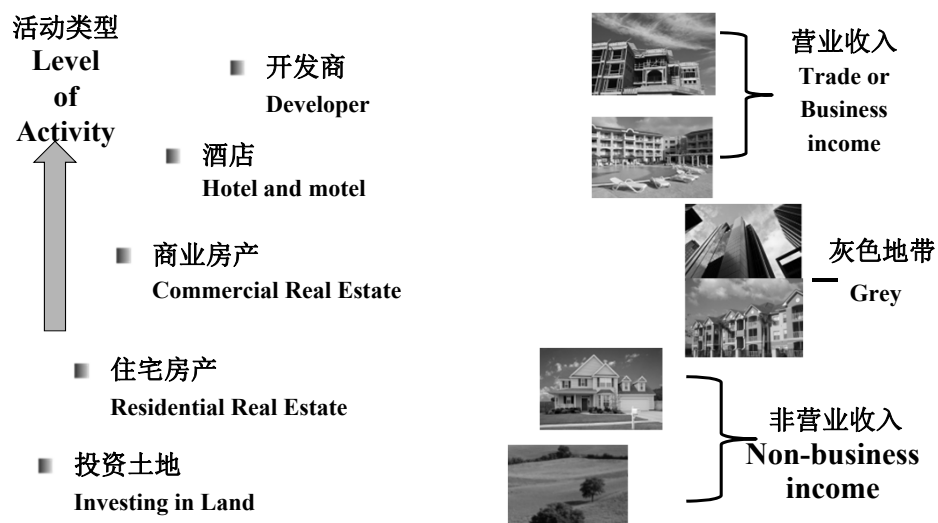 活动类型
Level
of
Activity
开发商
Developer
酒店
Hotel and motel
商业房产
Commercial Real Estate
住宅房产
Residential Real Estate
投资土地
Investing in Land
营业收入
Trade or
Business
income
灰色地带
Grey
非营业收入
Non-business
income